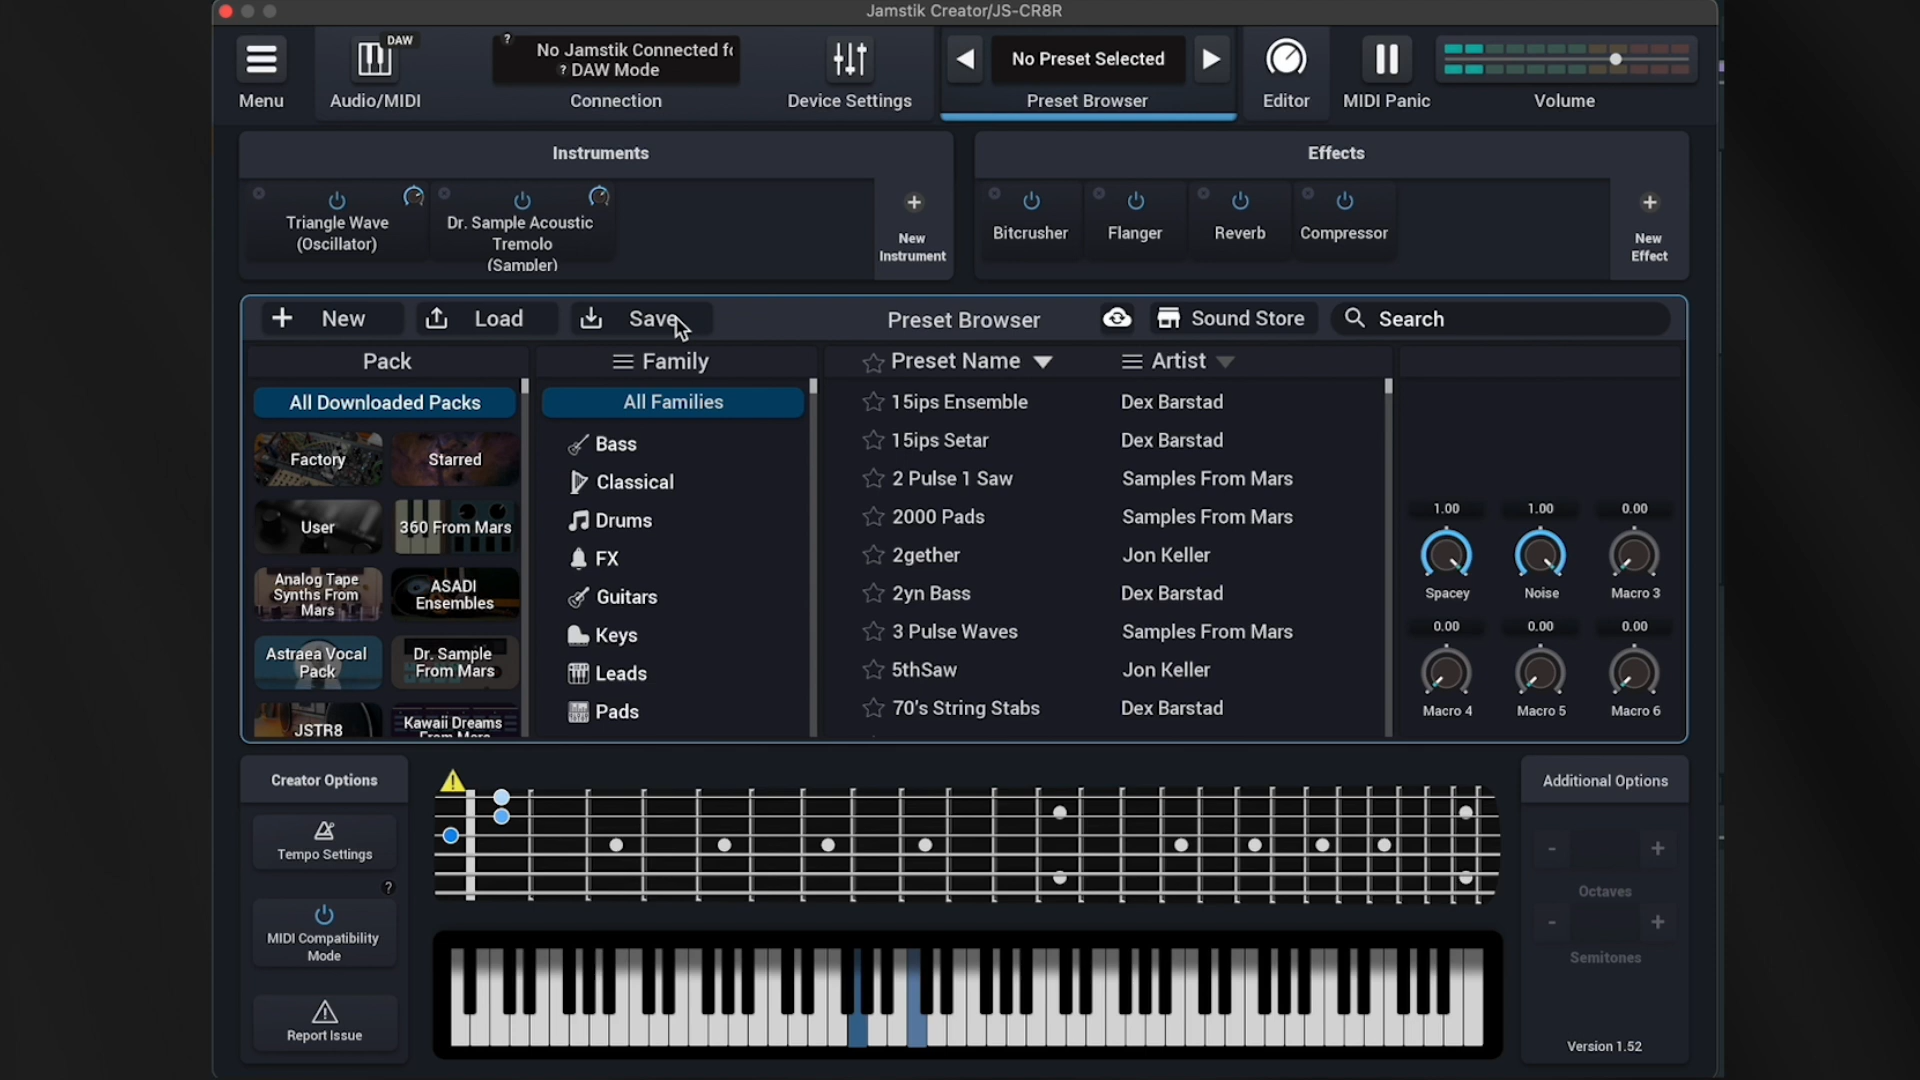 Jamstik Creator/JS-CR8R
Menu
DAW
Audio/MIDI
?
No Jamstik Connected fo
? DAW Mode
Connection
Device Settings
No Preset Selected
Preset Browser
Editor
MIDI Panic
Volume
Instruments
Triangle Wave
(Oscillator)
Dr. Sample Acoustic
Tremolo
(Sampler)
+
New
Instrument
Effects
Bitcrusher
Flanger
Reverb
Compressor
+
New
Effect
+ New
Load
Save
Preset Browser
Sound Store
Search
Pack
All Downloaded Packs
Factory
Starred
User
360 From Mars
Analog Tape
Synths From
Mars
ASADI
Ensembles
Astraea Vocal
Pack
Dr. Sample
From Mars
JSTR8
Kawaii Dreams
From Mars
Family
All Families
Bass
Classical
Drums
FX
Guitars
Keys
Leads
Pads
Preset Name Artist
15ips Ensemble Dex Barstad
15ips Setar Dex Barstad
2 Pulse 1 Saw Samples From Mars
2000 Pads Samples From Mars
2gether Jon Keller
2yn Bass Dex Barstad
3 Pulse Waves Samples From Mars
5thSaw Jon Keller
70's String Stabs Dex Barstad
1.00 1.00 0.00
Spacey Noise Macro 3
0.00 0.00 0.00
Macro 4 Macro 5 Macro 6
Creator Options
Tempo Settings
?
MIDI Compatibility
Mode
Report Issue
Additional Options
- +
Octaves
- +
Semitones
Version 1.52